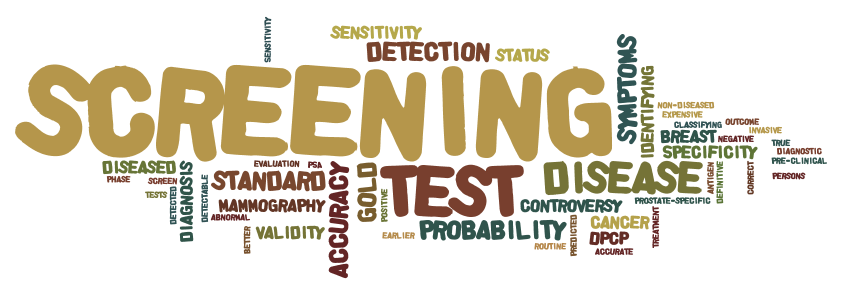 SENSITIVITY
SENSITIVITY
DETECTION
STATUS
SCREENING
SYMPTOMS
IDENTIFYING
NON-DISEASED
EXPENSIVE
CLASSIFYING
OUTCOME
INVASIVE
BREAST
NEGATIVE
TRUE
SPECIFICITY
DIAGNOSTIC
PRE-CLINICAL
DISEASED
PHASE
SCREEN
TESTS
DETECTED
DIAGNOSIS
DETECTABLE
EVALUATION
PSA
STANDARD
MAMMOGRAPHY
ABNORMAL
BETTER
VALIDITY
ACCURACY
GOLD
POSITIVE
TEST
DISEASE
ANTIGEN
DEFINITIVE
CORRECT
PERSONS
PROSTATE-SPECIFIC
CONTROVERSY
EARLIER
PROBABILITY
ROUTINE
PREDICTED
CANCER
DPCP
ACCURATE
TREATMENT